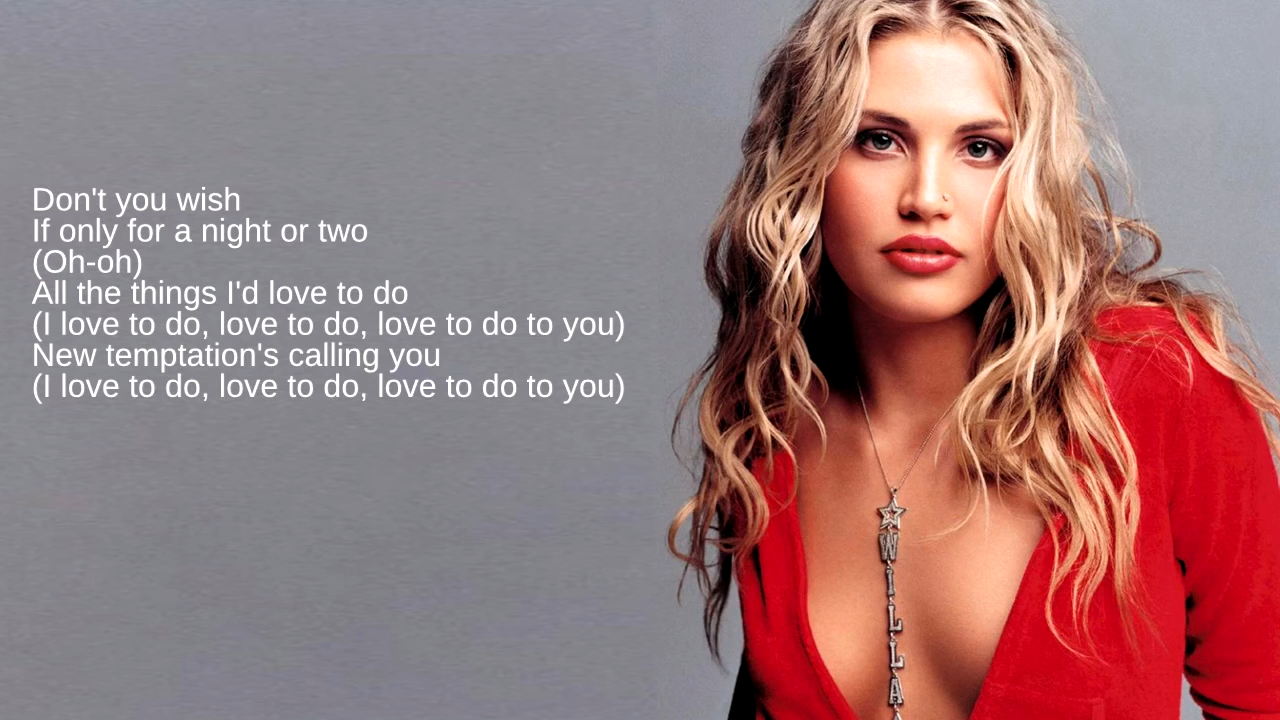 Don't you wish
If only for a night or two
(Oh-oh)
All the things I'd love to do
(I love to do, love to do, love to do to you)
New temptation's calling you
(I love to do, love to do, love to do to you)
WILLA